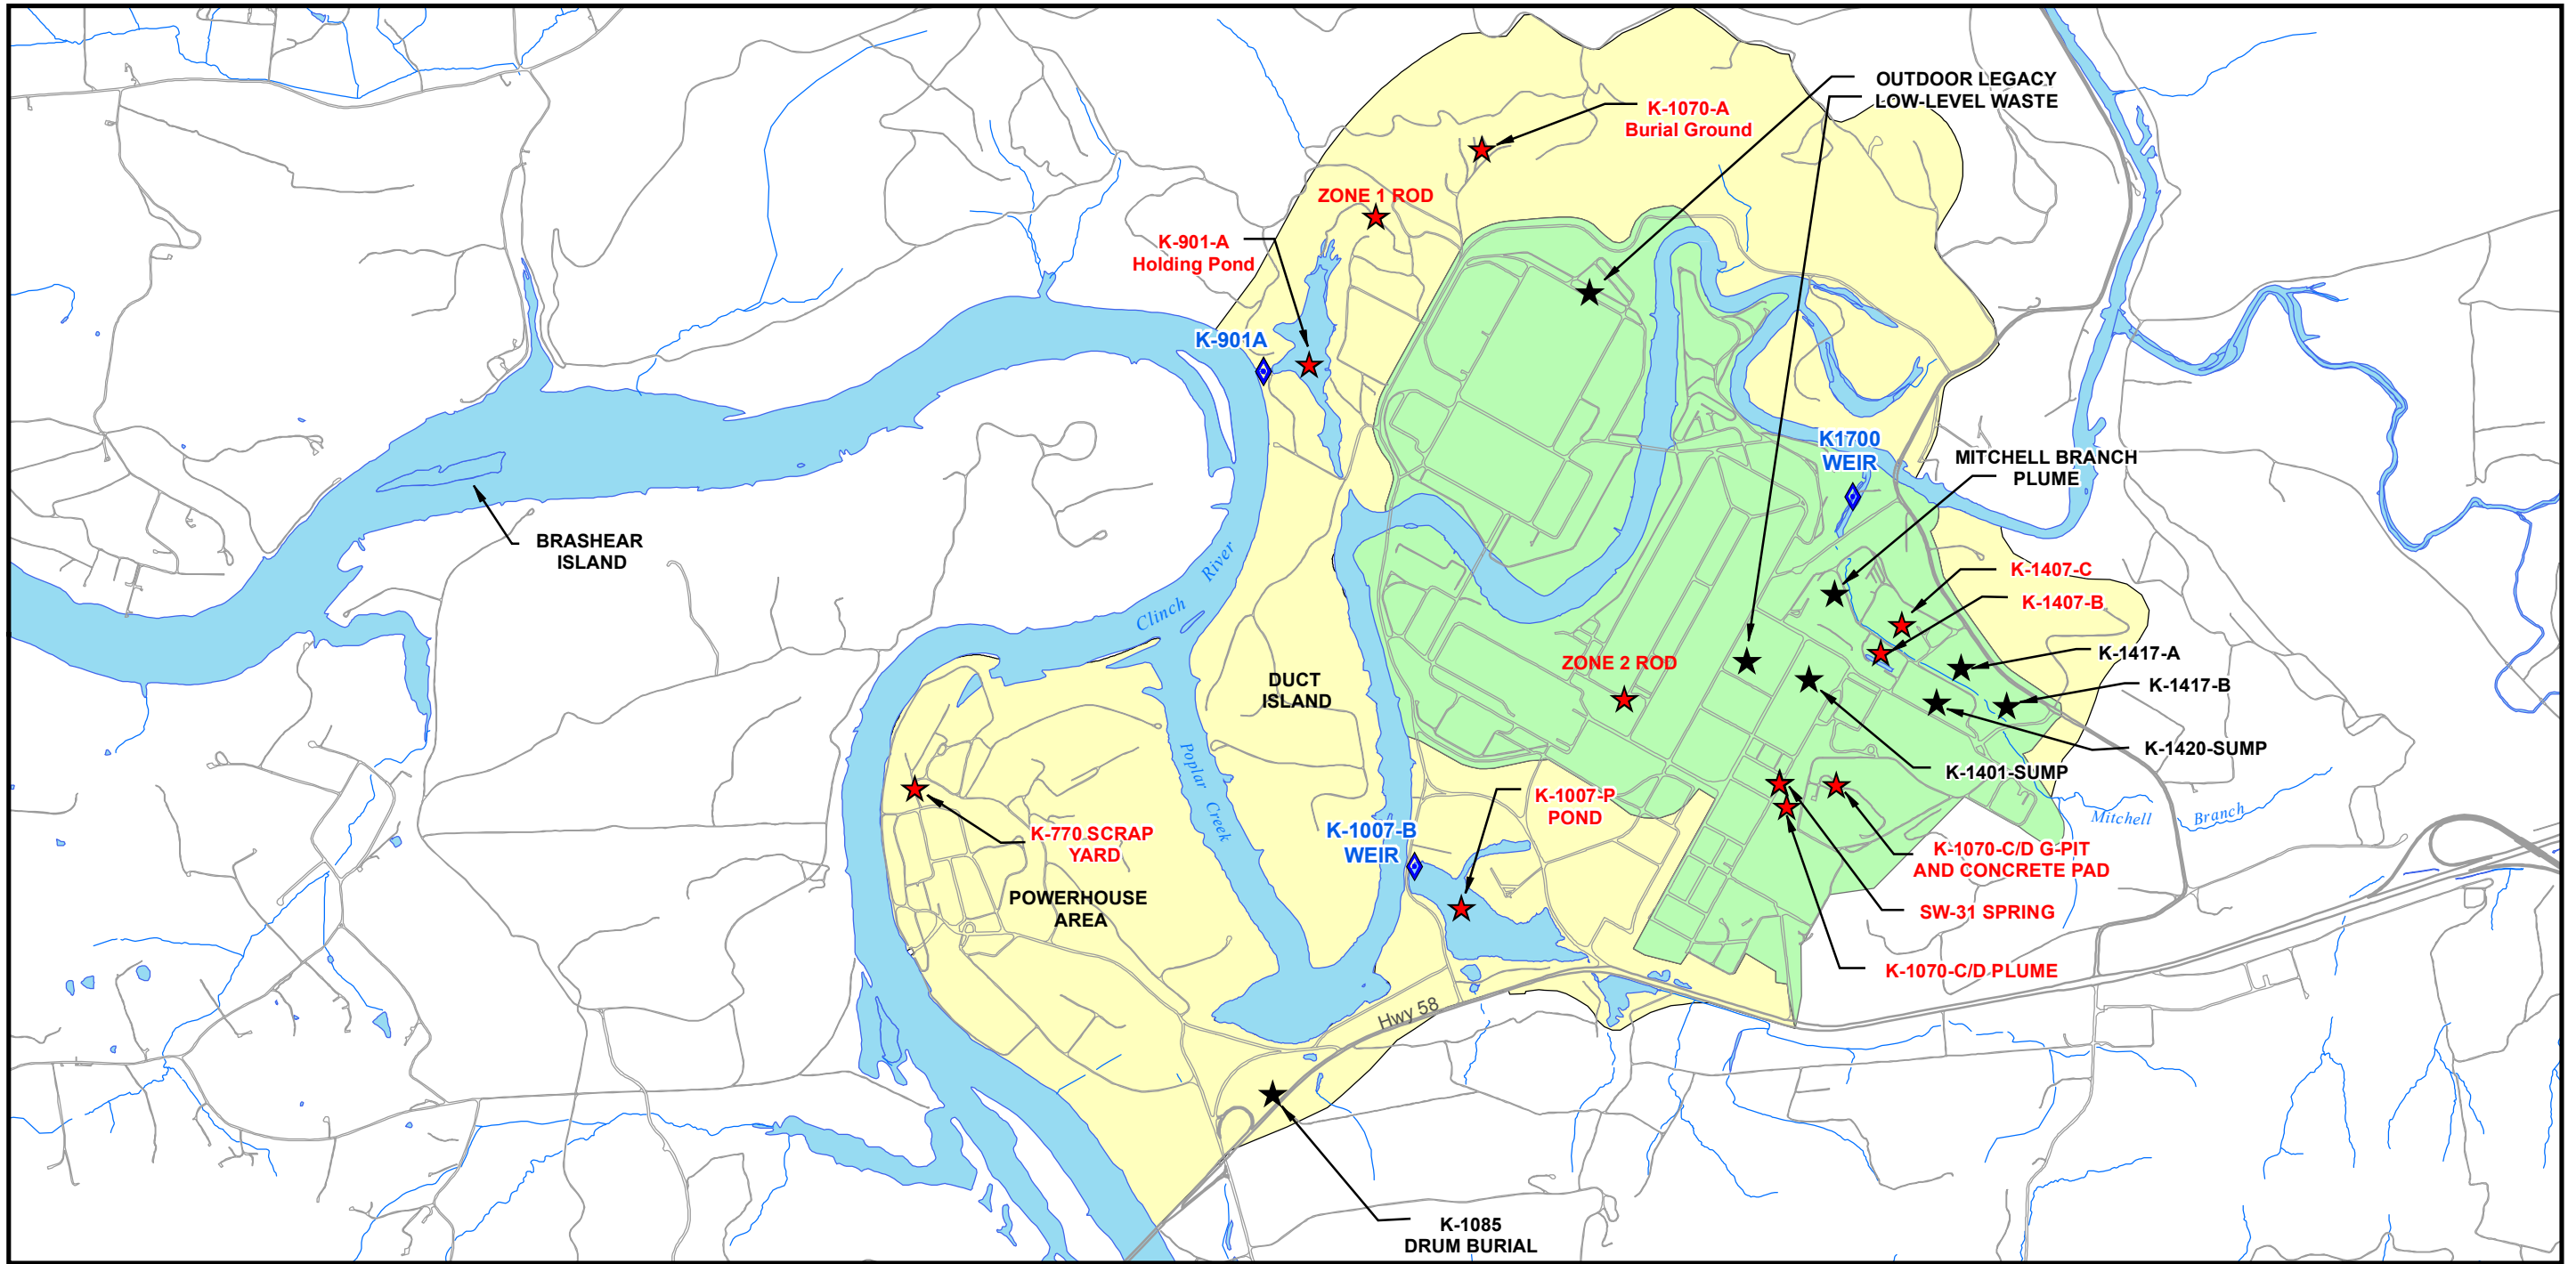 OUTDOOR LEGACY
LOW-LEVEL WASTE
K-1070-A
Burial Ground
ZONE 1 ROD
K-901-A
Holding Pond
K-901A
K1700
WEIR
MITCHELL BRANCH
PLUME
BRASHEAR
ISLAND
Clinch River
K-1407-C
K-1407-B
K-1417-A
K-1417-B
ZONE 2 ROD
DUCT
ISLAND
K-1420-SUMP
K-1401-SUMP
Poplar Creek
K-1007-P
POND
Mitchell Branch
K-770 SCRAP
YARD
K-1007-B
WEIR
K-1070-C/D G-PIT
AND CONCRETE PAD
POWERHOUSE
AREA
SW-31 SPRING
K-1070-C/D PLUME
Hwy 58
K-1085
DRUM BURIAL